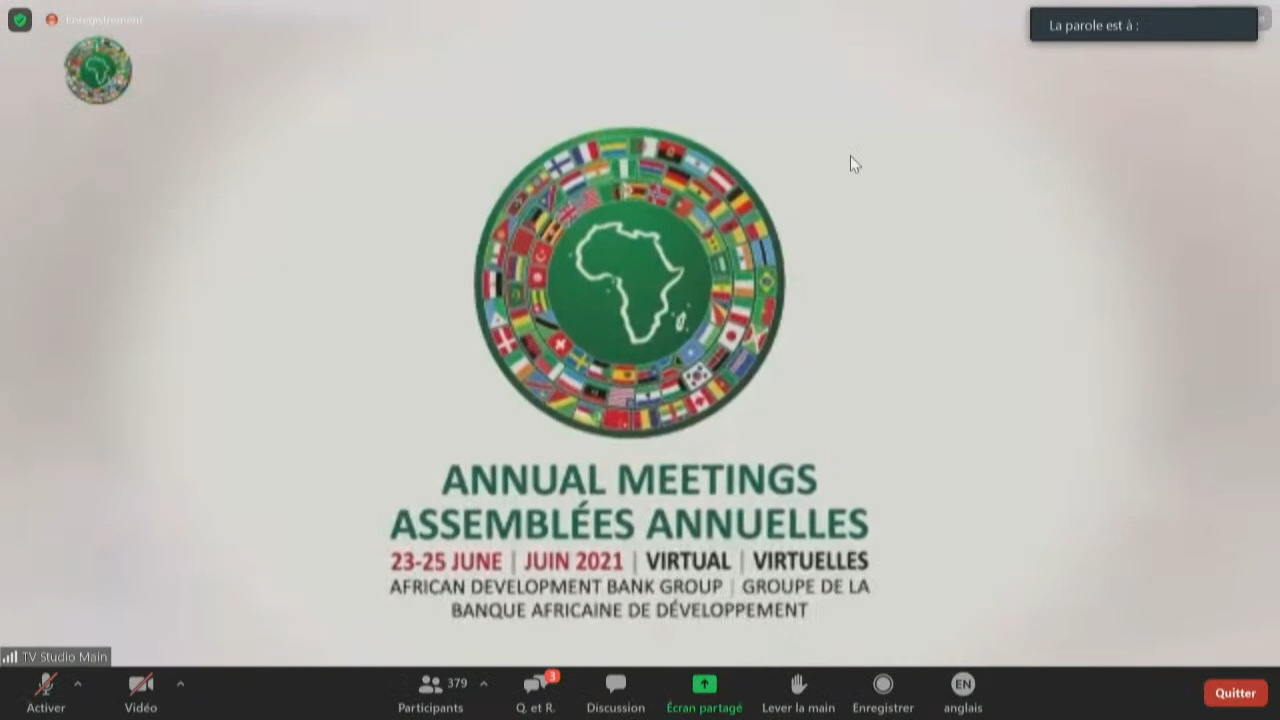 Enregistrement
La parole est à :
ANNUAL MEETINGS
ASSEMBLÉES ANNUELLES
23-25 JUNE | JUIN 2021 | VIRTUAL | VIRTUELLES
AFRICAN DEVELOPMENT BANK GROUP | GROUPE DE LA
BANQUE AFRICAINE DE DÉVELOPPEMENT
TV Studio Main
Activer
Vidéo
379
Participants
3
Q. et R.
Discussion
Écran partagé
Lever la main
Enregistrer
EN
anglais
Quitter